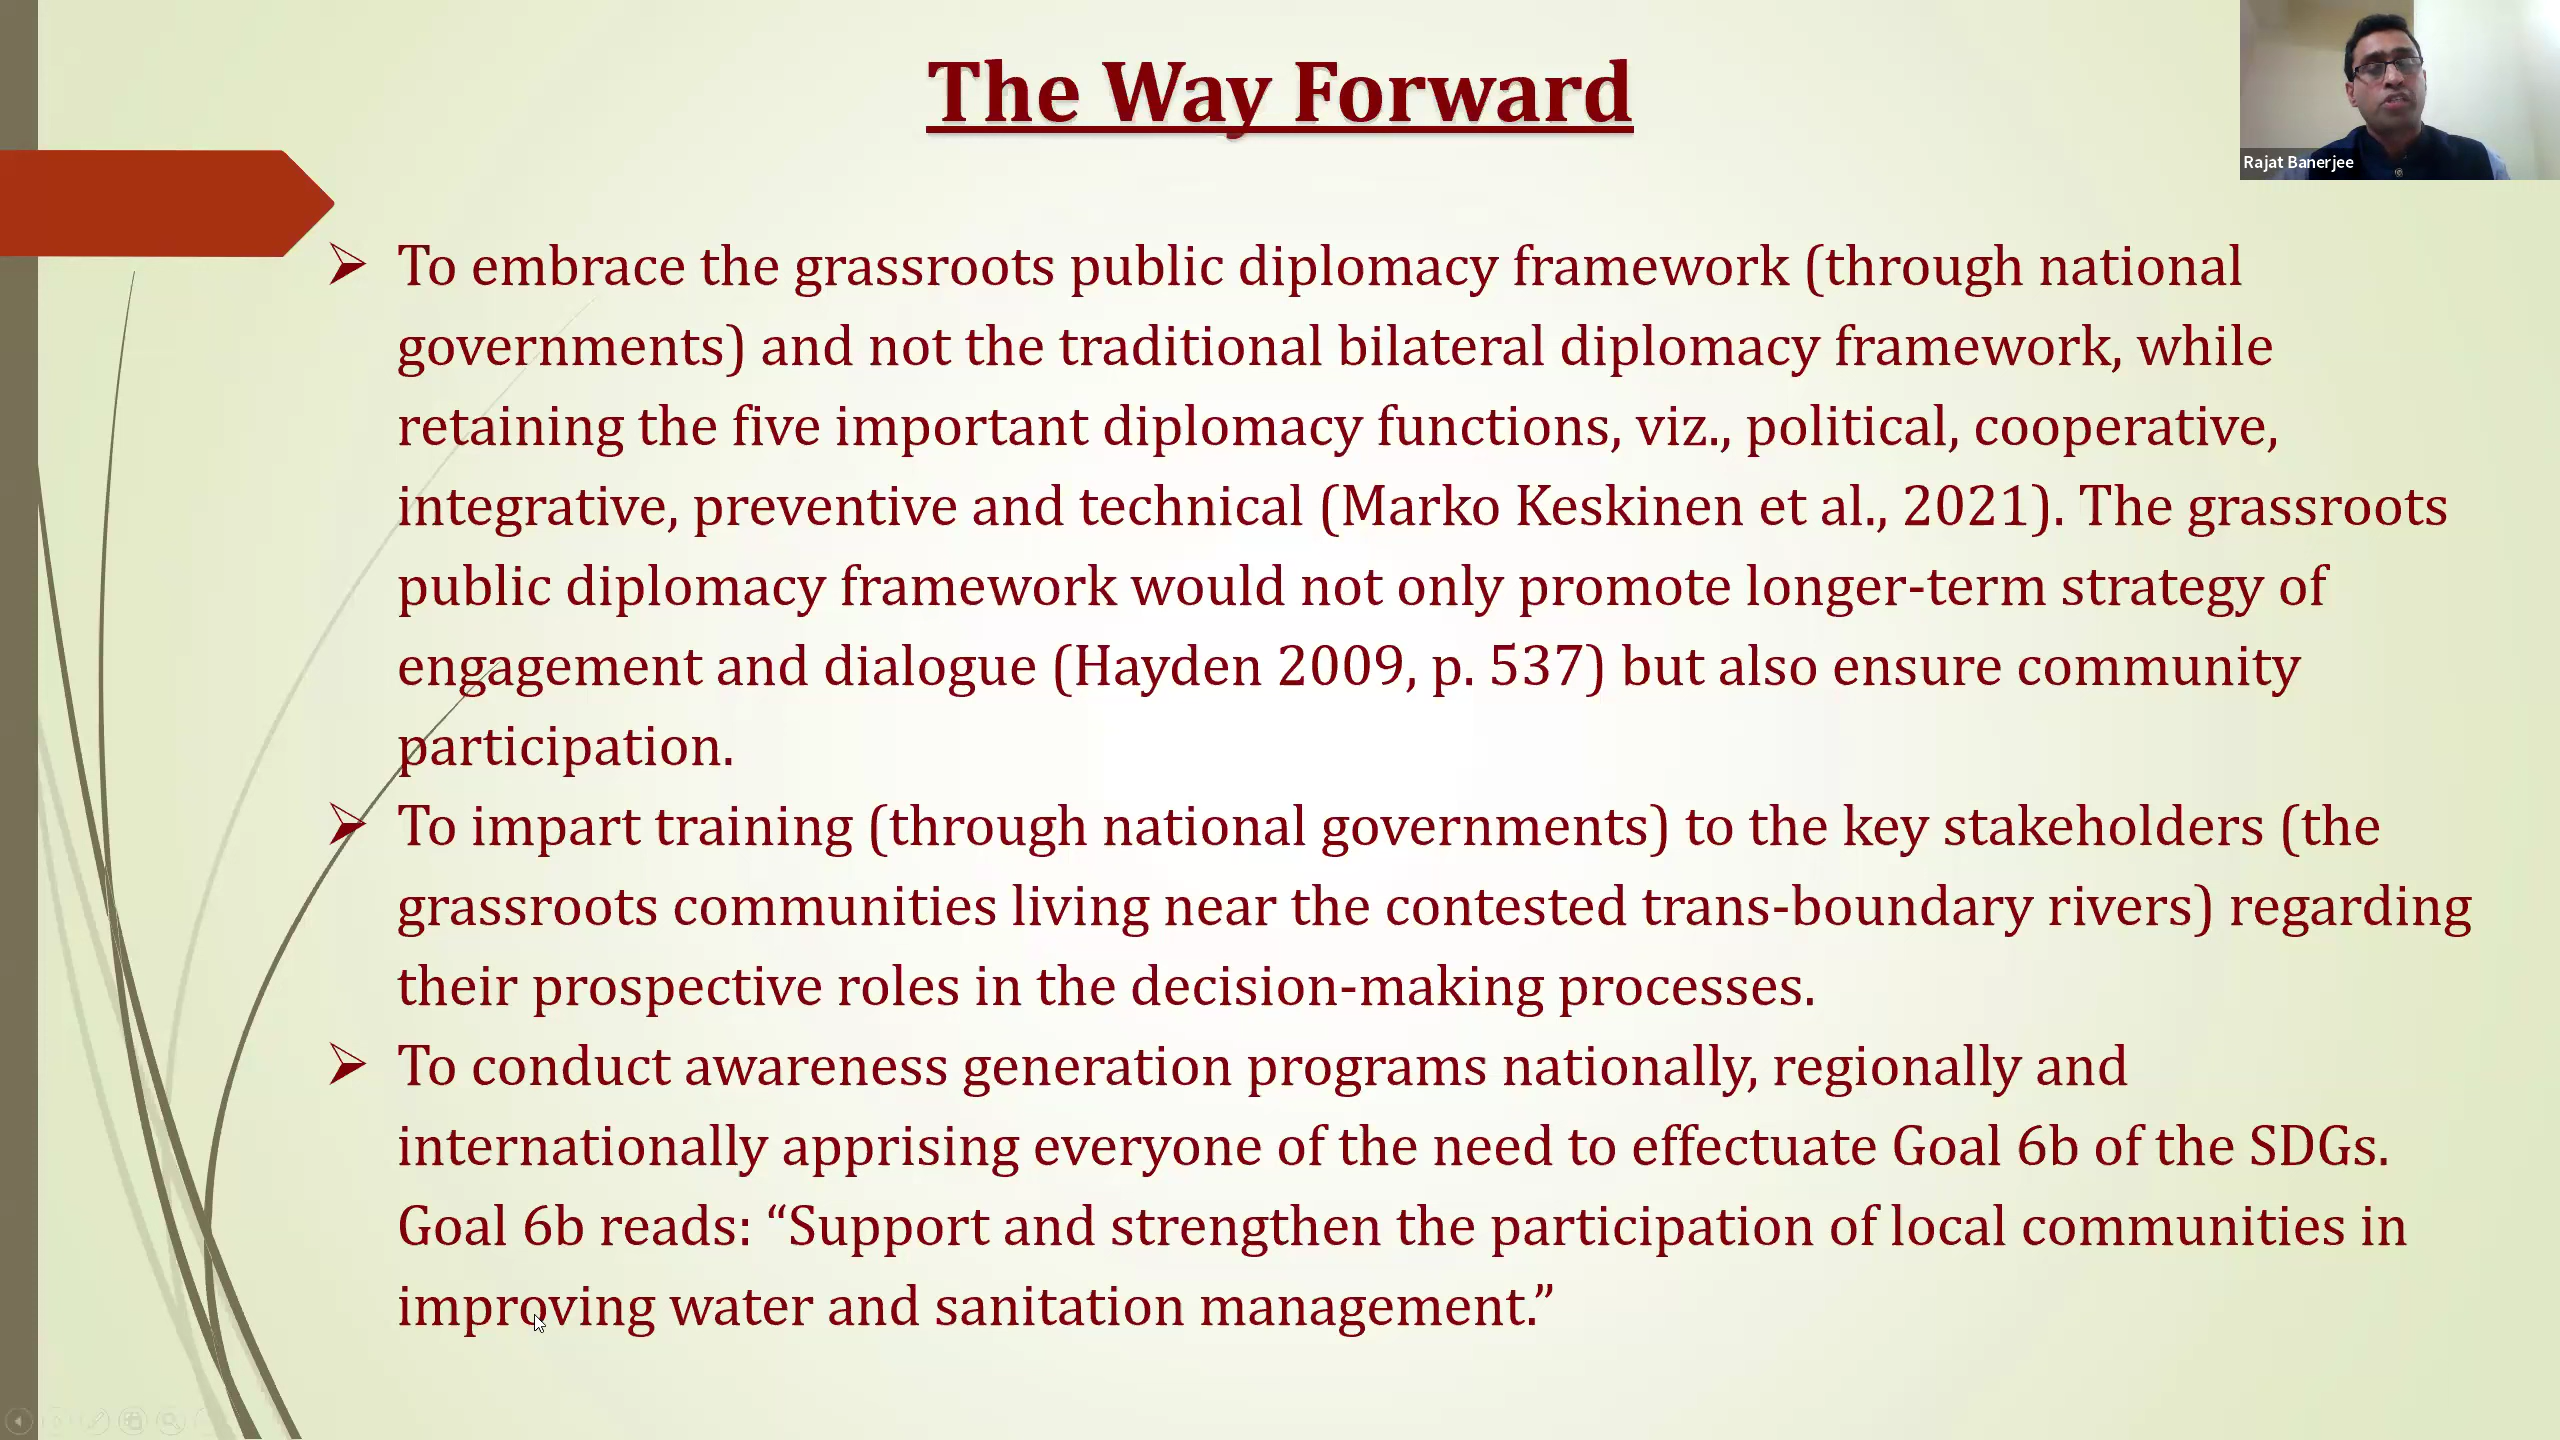 The Way Forward
Rajat Banerjee
To embrace the grassroots public diplomacy framework (through national
governments) and not the traditional bilateral diplomacy framework, while
retaining the five important diplomacy functions, viz., political, cooperative,
integrative, preventive and technical (Marko Keskinen et al., 2021). The grassroots
public diplomacy framework would not only promote longer-term strategy of
engagement and dialogue (Hayden 2009, p. 537) but also ensure community
participation.
To impart training (through national governments) to the key stakeholders (the
grassroots communities living near the contested trans-boundary rivers) regarding
their prospective roles in the decision-making processes.
To conduct awareness generation programs nationally, regionally and
internationally apprising everyone of the need to effectuate Goal 6b of the SDGs.
Goal 6b reads: “Support and strengthen the participation of local communities in
improving water and sanitation management.”